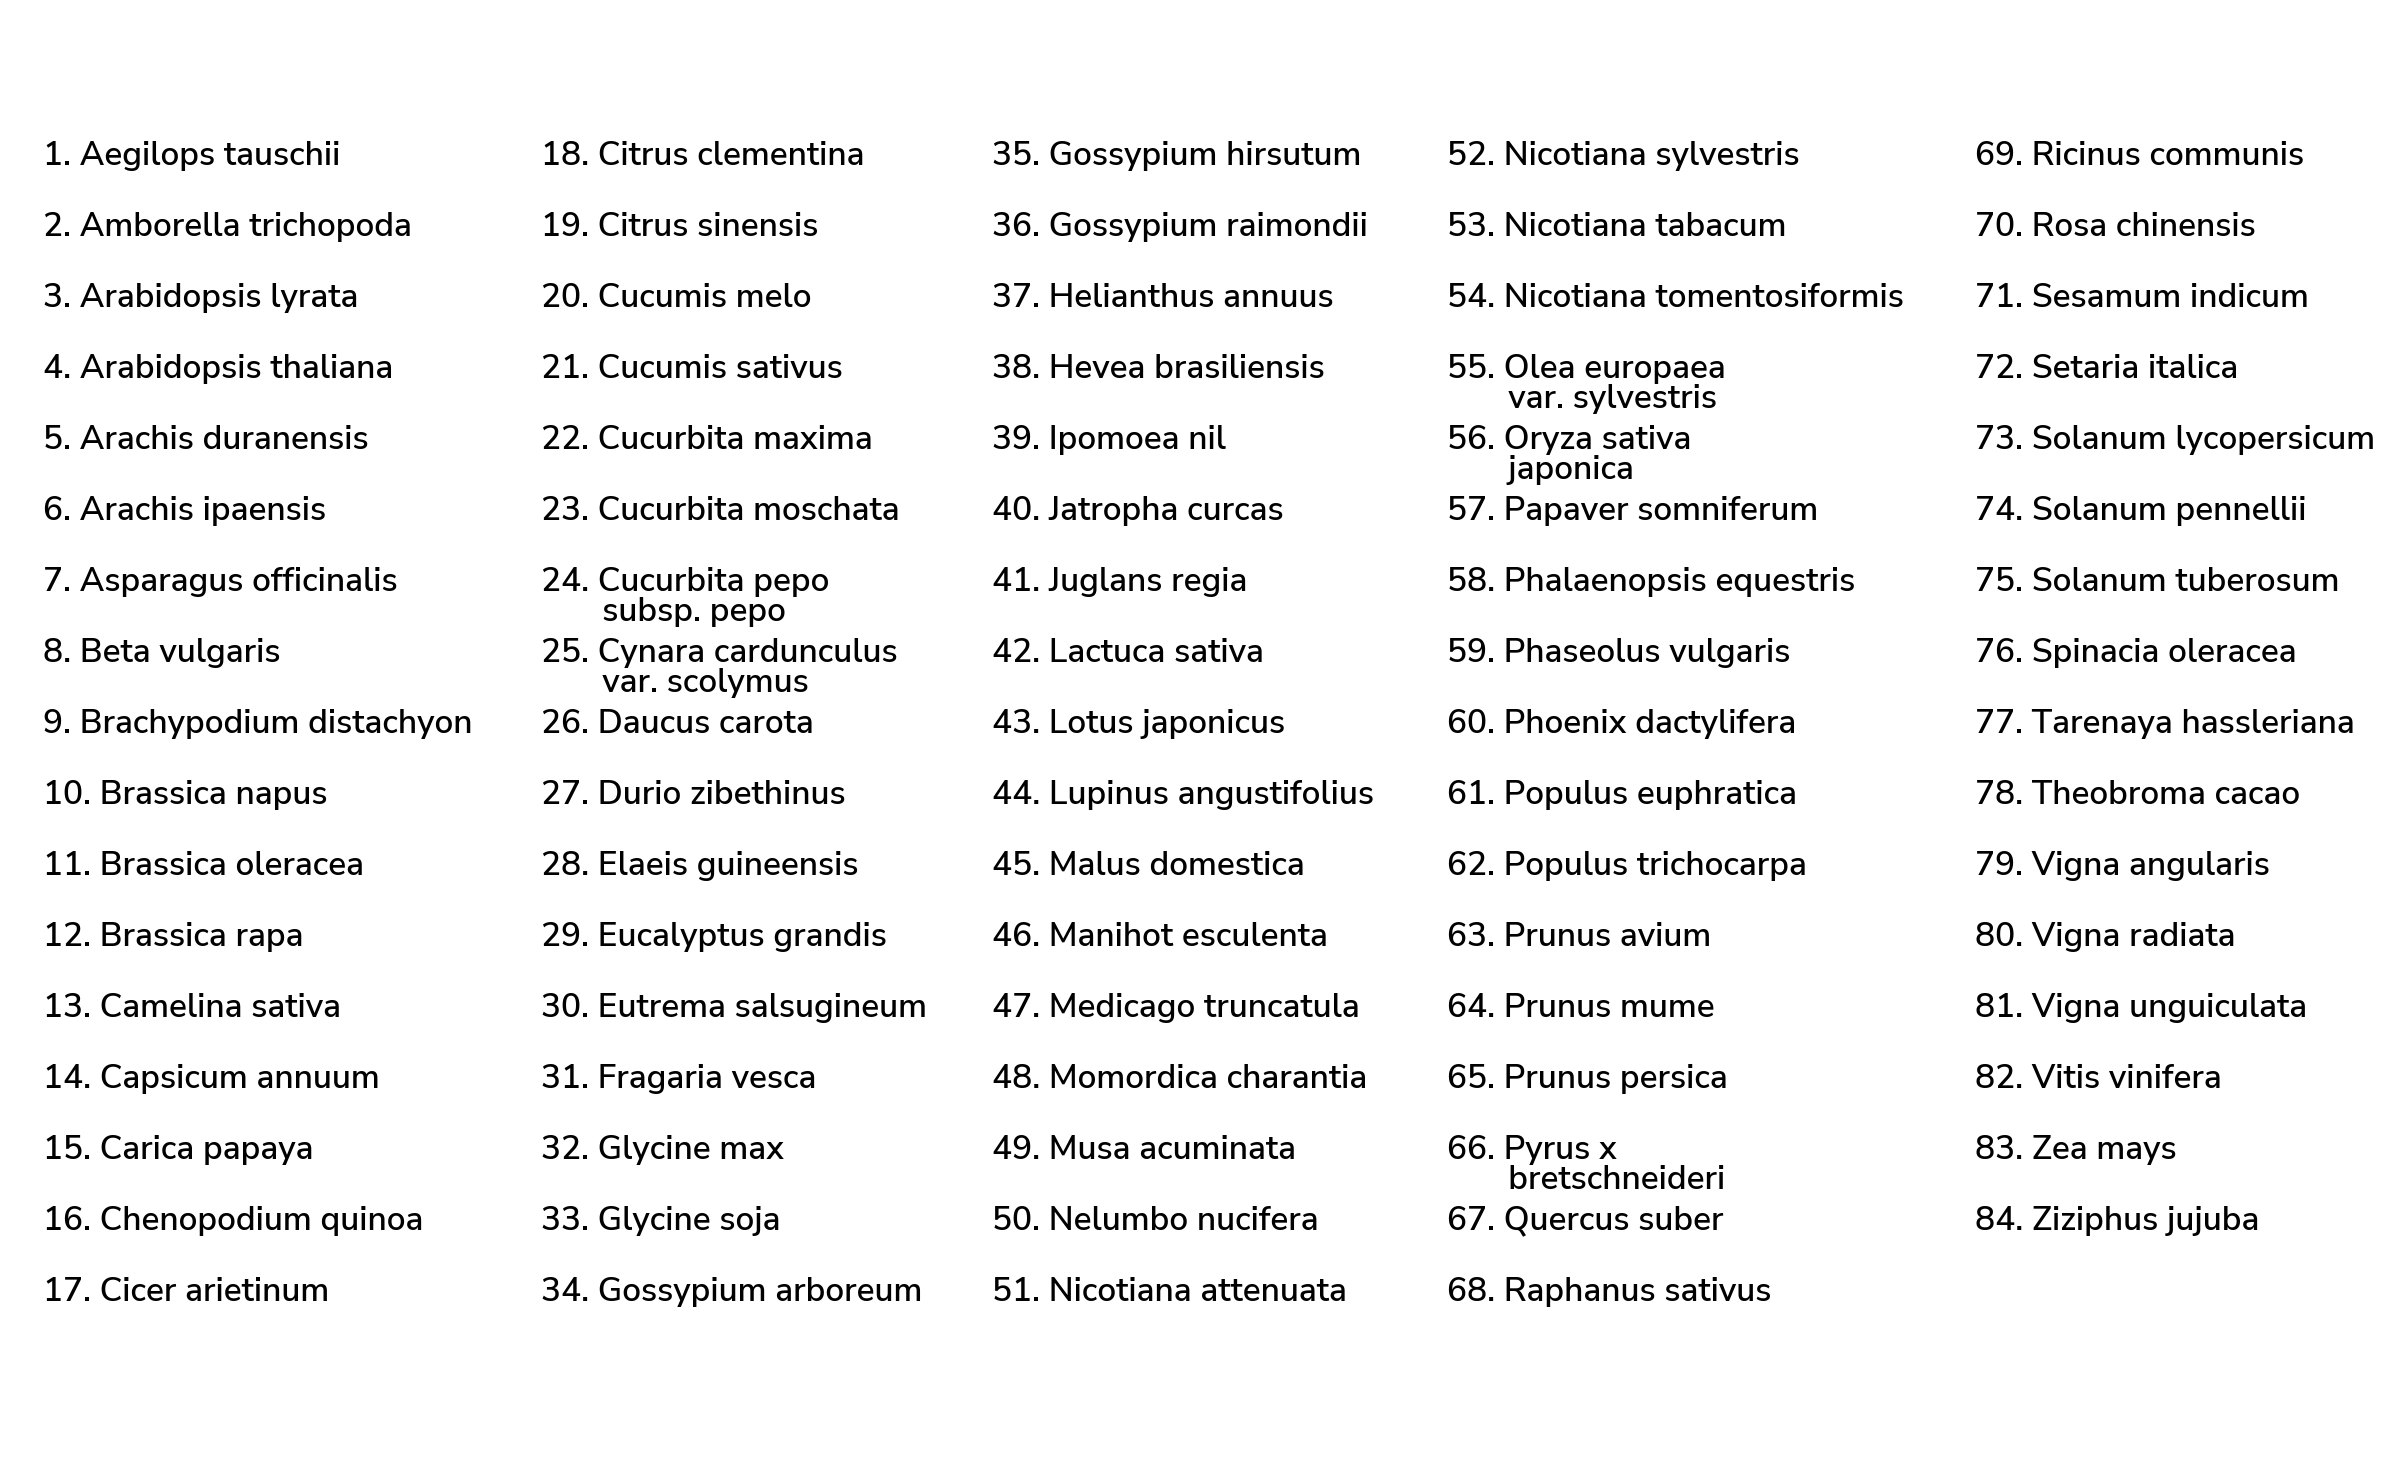 1. Aegilops tauschii
2. Amborella trichopoda
3. Arabidopsis lyrata
4. Arabidopsis thaliana
5. Arachis duranensis
6. Arachis ipaensis
7. Asparagus officinalis
8. Beta vulgaris
9. Brachypodium distachyon
10. Brassica napus
11. Brassica oleracea
12. Brassica rapa
13. Camelina sativa
14. Capsicum annuum
15. Carica papaya
16. Chenopodium quinoa
17. Cicer arietinum
18. Citrus clementina
19. Citrus sinensis
20. Cucumis melo
21. Cucumis sativus
22. Cucurbita maxima
23. Cucurbita moschata
24. Cucurbita pepo
subsp. pepo
25. Cynara cardunculus
var. scolymus
26. Daucus carota
27. Durio zibethinus
28. Elaeis guineensis
29. Eucalyptus grandis
30. Eutrema salsugineum
31. Fragaria vesca
32. Glycine max
33. Glycine soja
34. Gossypium arboreum
35. Gossypium hirsutum
36. Gossypium raimondii
37. Helianthus annuus
38. Hevea brasiliensis
39. Ipomoea nil
40. Jatropha curcas
41. Juglans regia
42. Lactuca sativa
43. Lotus japonicus
44. Lupinus angustifolius
45. Malus domestica
46. Manihot esculenta
47. Medicago truncatula
48. Momordica charantia
49. Musa acuminata
50. Nelumbo nucifera
51. Nicotiana attenuata
52. Nicotiana sylvestris
53. Nicotiana tabacum
54. Nicotiana tomentosiformis
55. Olea europaea
var. sylvestris
56. Oryza sativa
japonica
57. Papaver somniferum
58. Phalaenopsis equestris
59. Phaseolus vulgaris
60. Phoenix dactylifera
61. Populus euphratica
62. Populus trichocarpa
63. Prunus avium
64. Prunus mume
65. Prunus persica
66. Pyrus x
bretschneideri
67. Quercus suber
68. Raphanus sativus
69. Ricinus communis
70. Rosa chinensis
71. Sesamum indicum
72. Setaria italica
73. Solanum lycopersicum
74. Solanum pennellii
75. Solanum tuberosum
76. Spinacia oleracea
77. Tarenaya hassleriana
78. Theobroma cacao
79. Vigna angularis
80. Vigna radiata
81. Vigna unguiculata
82. Vitis vinifera
83. Zea mays
84. Ziziphus jujuba